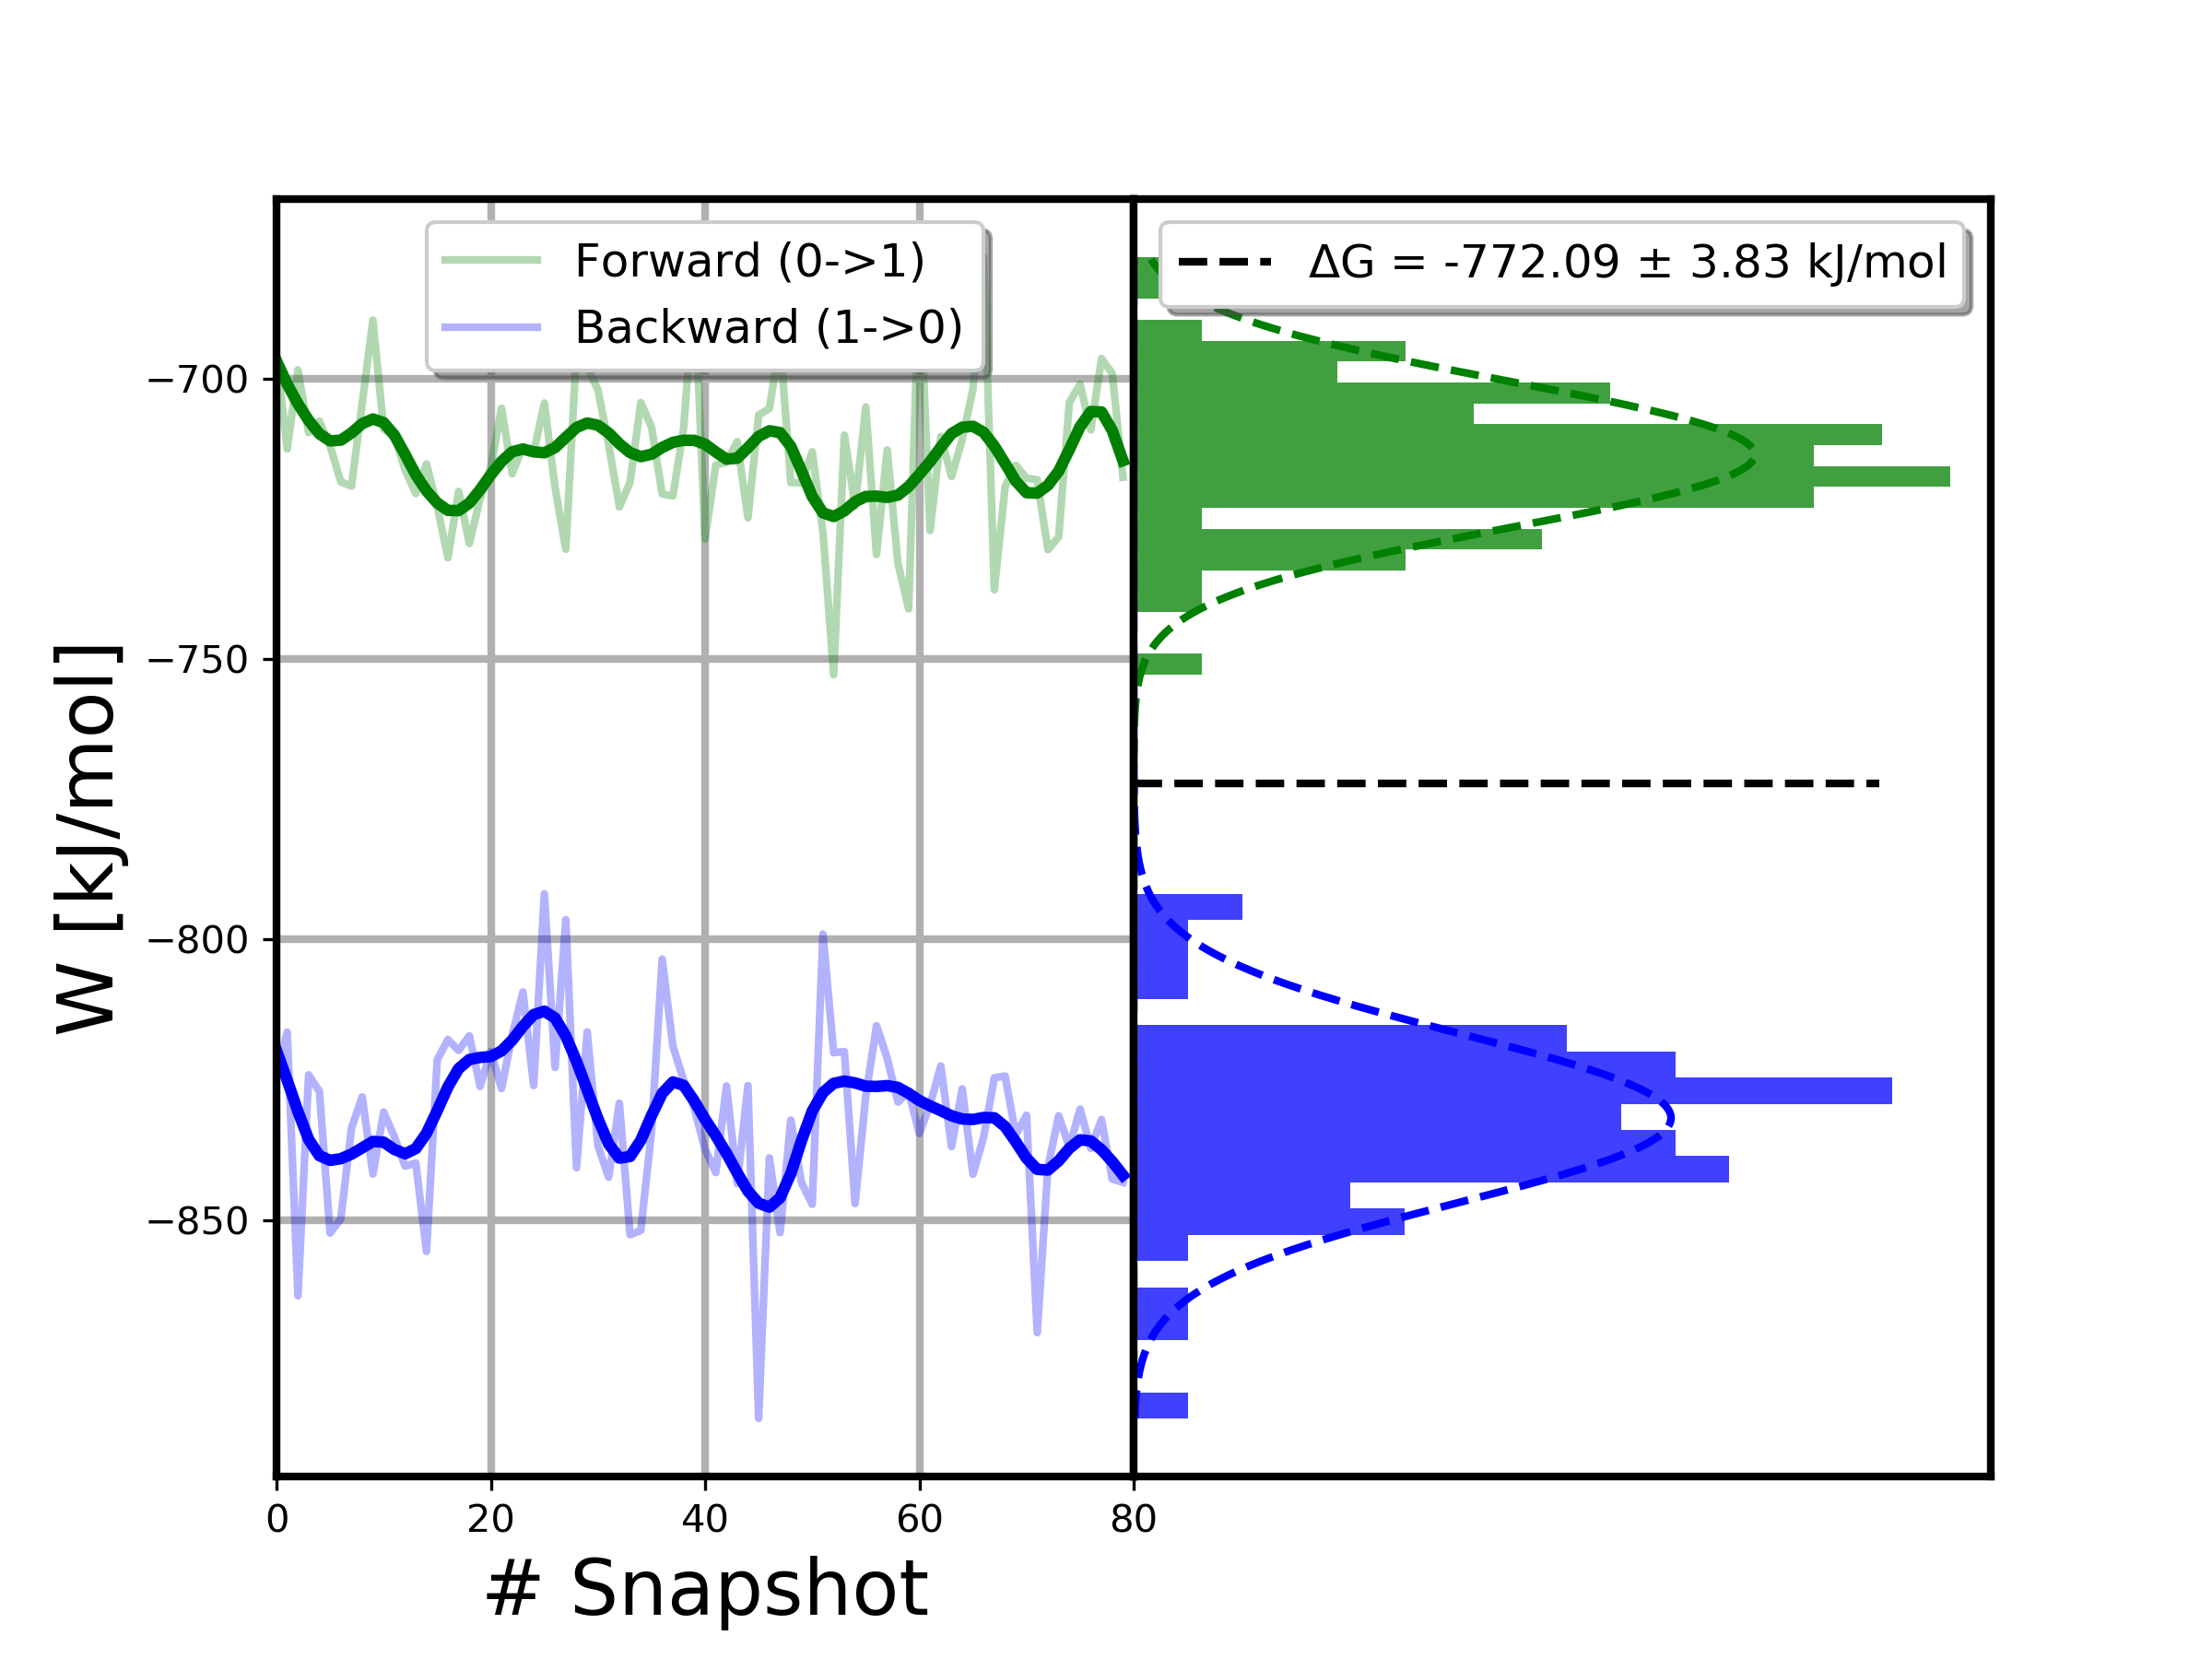 Forward (0->1)
Backward (1->0)
ΔG = -772.09 ± 3.83 kJ/mol
−700
−750
−800
−850
W [kJ/mol]
0 20 40 60 80
# Snapshot